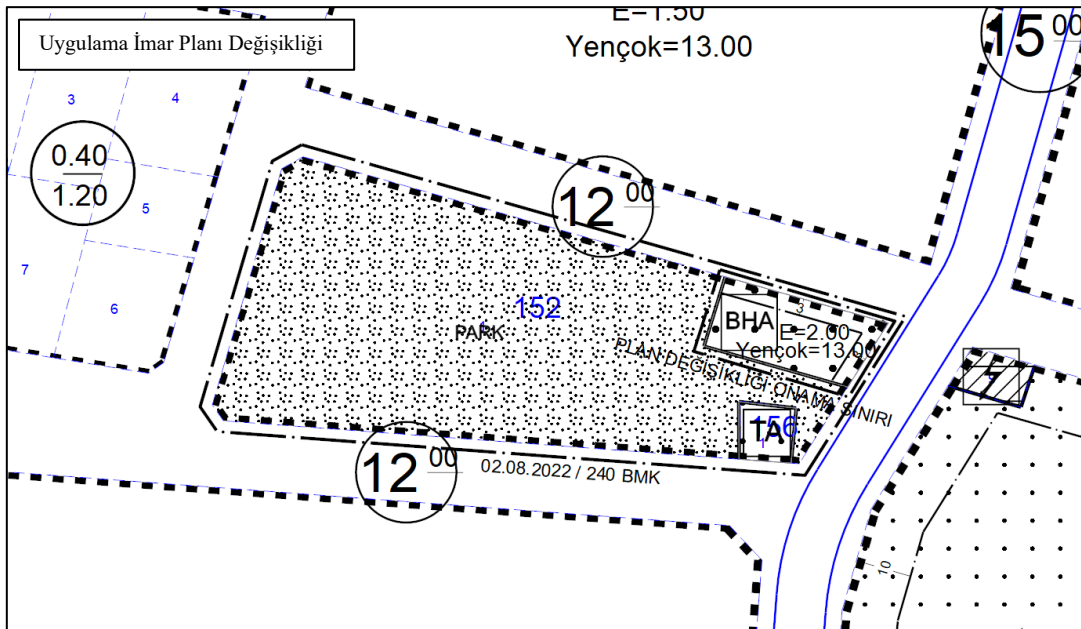 Uygulama İmar Planı Değişikliği
E=1.50
Yençok=13.00
15 00
3
4
0.40
1.20
5
12 00
7
6
152
PARK
BHA
3
E=2.00
Yençok=13.00
PLAN DEĞİŞİKLİĞİ ONAMA SINIRI
156
TA
1
12 00
02.08.2022 / 240 BMK
10